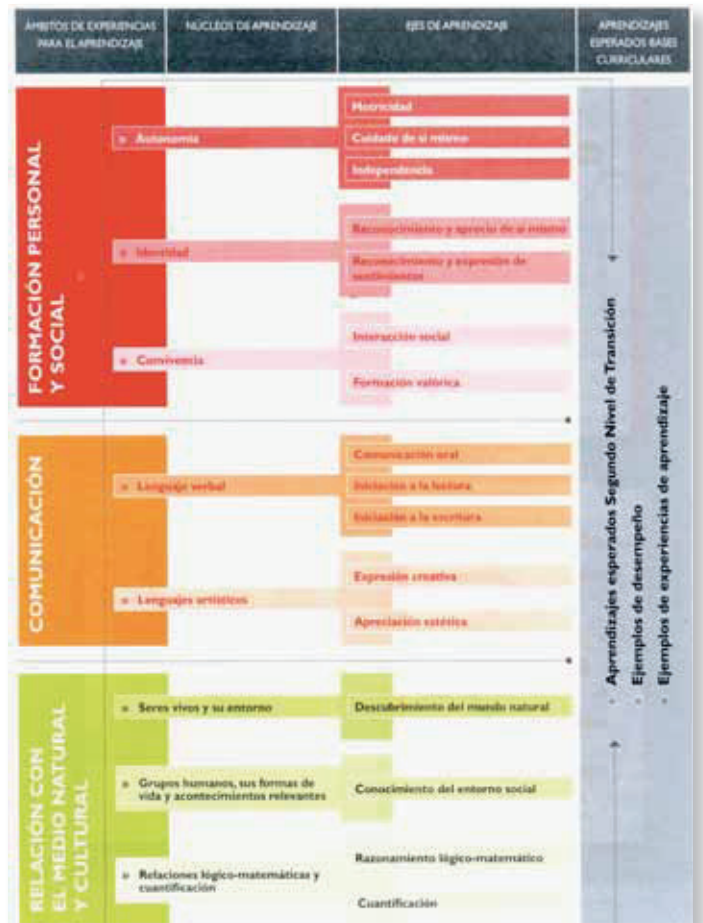 ÁMBITOS DE EXPERIENCIAS
PARA EL APRENDIZAJE
NÚCLEOS DE APRENDIZAJE
EJES DE APRENDIZAJE
APRENDIZAJES
ESPERADOS BASES
CURRICULARES
FORMACIÓN PERSONAL
Y SOCIAL
» Autonomía
Motricidad
Cuidado de sí mismo
Independencia
» Identidad
Reconocimiento y aprecio de sí mismo
Reconocimiento y expresión de
sentimientos
» Convivencia
Interacción social
Formación valórica
COMUNICACIÓN
» Lenguaje verbal
Comunicación oral
Iniciación a la lectura
Iniciación a la escritura
» Lenguajes artísticos
Expresión creativa
Apreciación estética
RELACIÓN CON
EL MEDIO NATURAL
Y CULTURAL
» Seres vivos y su entorno
Descubrimiento del mundo natural
» Grupos humanos, sus formas de
vida y acontecimientos relevantes
Conocimiento del entorno social
» Relaciones lógico-matemáticas y
cuantificación
Razonamiento lógico-matemático
Cuantificación
- Aprendizajes esperados Segundo Nivel de Transición
- Ejemplos de desempeño
- Ejemplos de experiencias de aprendizaje